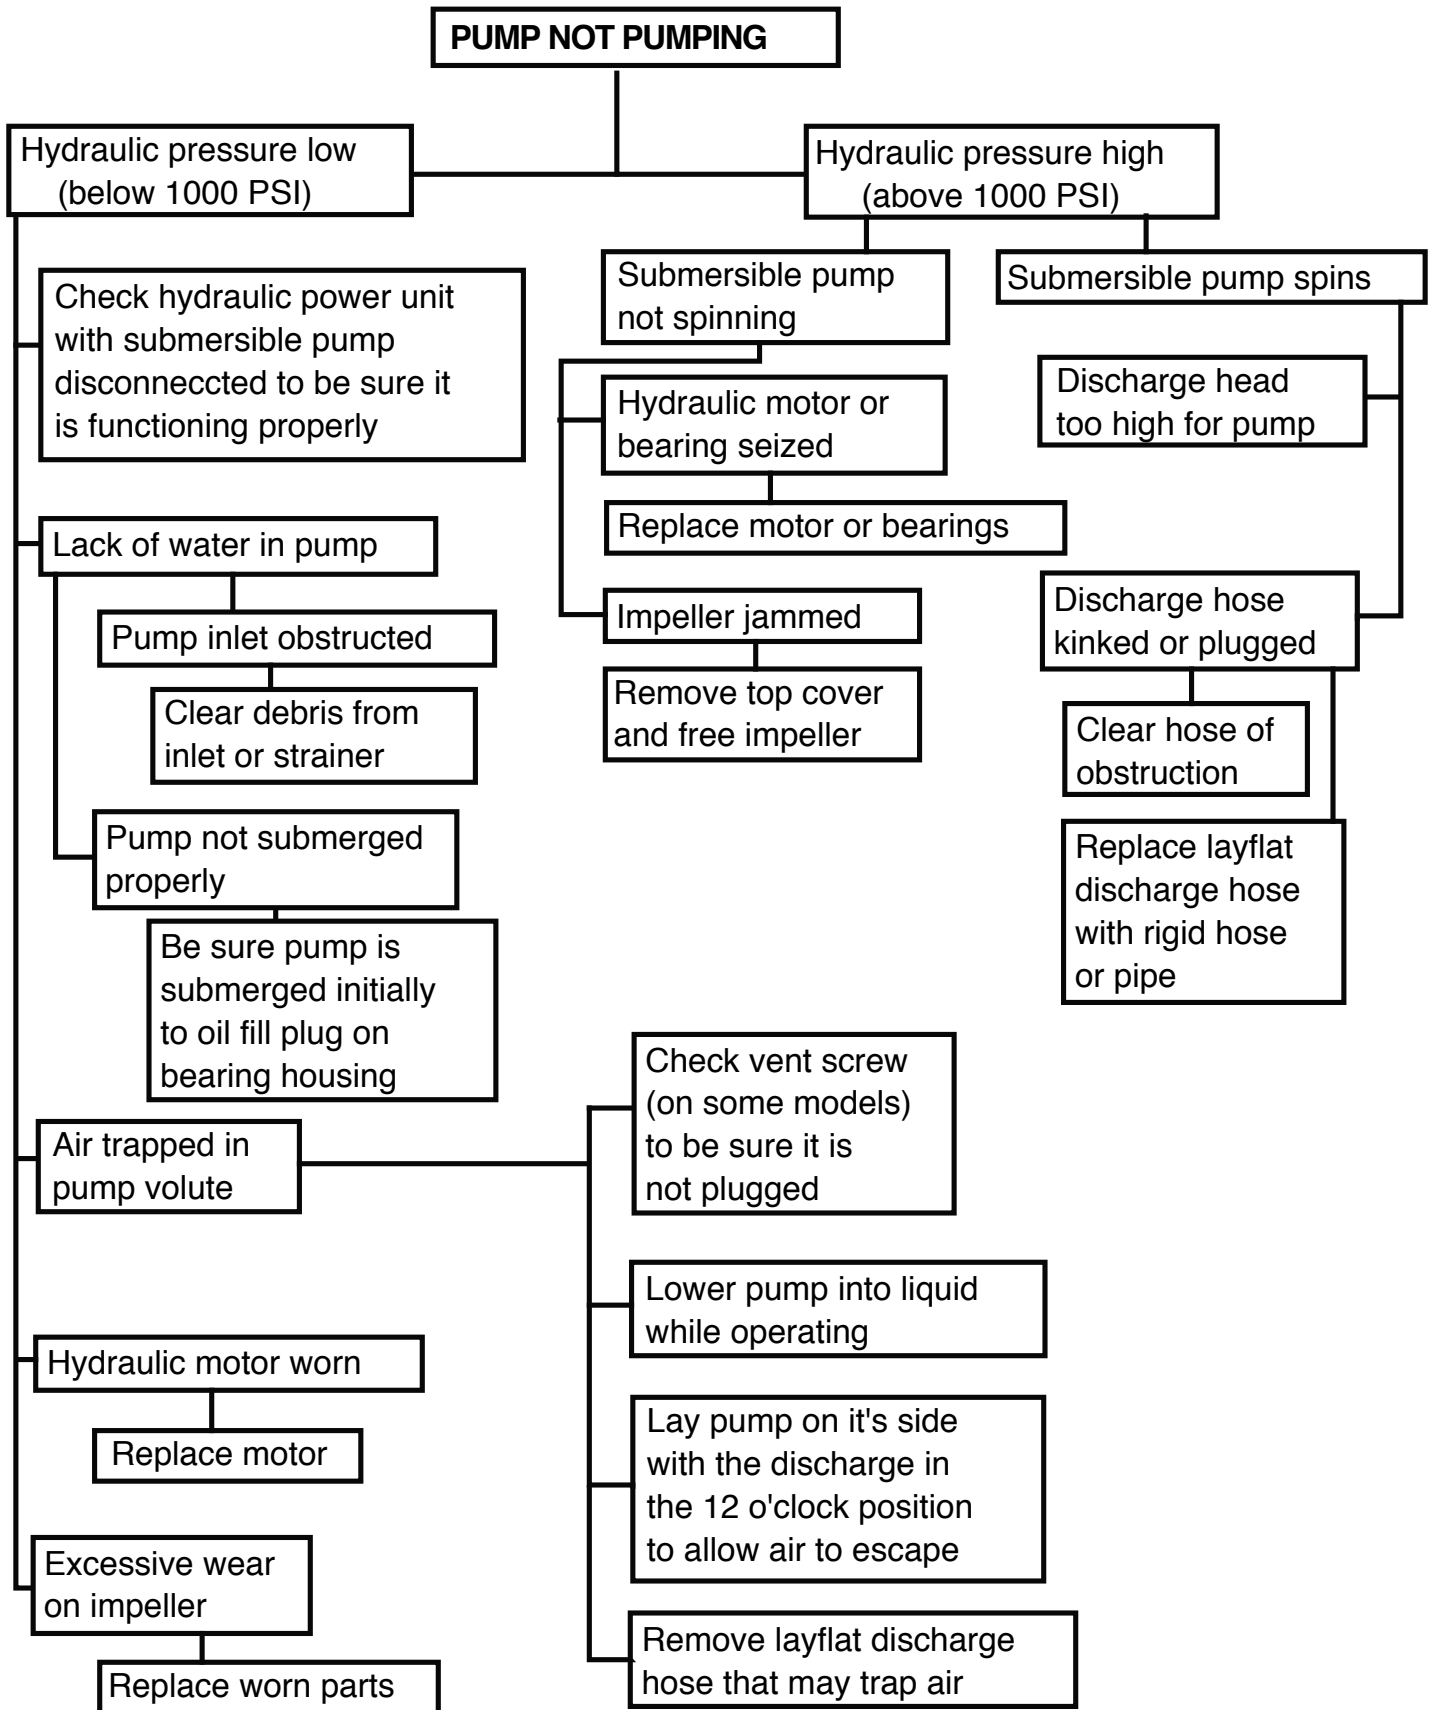 PUMP NOT PUMPING
Hydraulic pressure low
(below 1000 PSI)
Check hydraulic power unit
with submersible pump
disconneccted to be sure it
is functioning properly
Lack of water in pump
Pump inlet obstructed
Clear debris from
inlet or strainer
Pump not submerged
properly
Be sure pump is
submerged initially
to oil fill plug on
bearing housing
Air trapped in
pump volute
Check vent screw
(on some models)
to be sure it is
not plugged
Lower pump into liquid
while operating
Lay pump on it's side
with the discharge in
the 12 o'clock position
to allow air to escape
Remove layflat discharge
hose that may trap air
Hydraulic motor worn
Replace motor
Excessive wear
on impeller
Replace worn parts
Hydraulic pressure high
(above 1000 PSI)
Submersible pump
not spinning
Hydraulic motor or
bearing seized
Replace motor or bearings
Impeller jammed
Remove top cover
and free impeller
Submersible pump spins
Discharge head
too high for pump
Discharge hose
kinked or plugged
Clear hose of
obstruction
Replace layflat
discharge hose
with rigid hose
or pipe